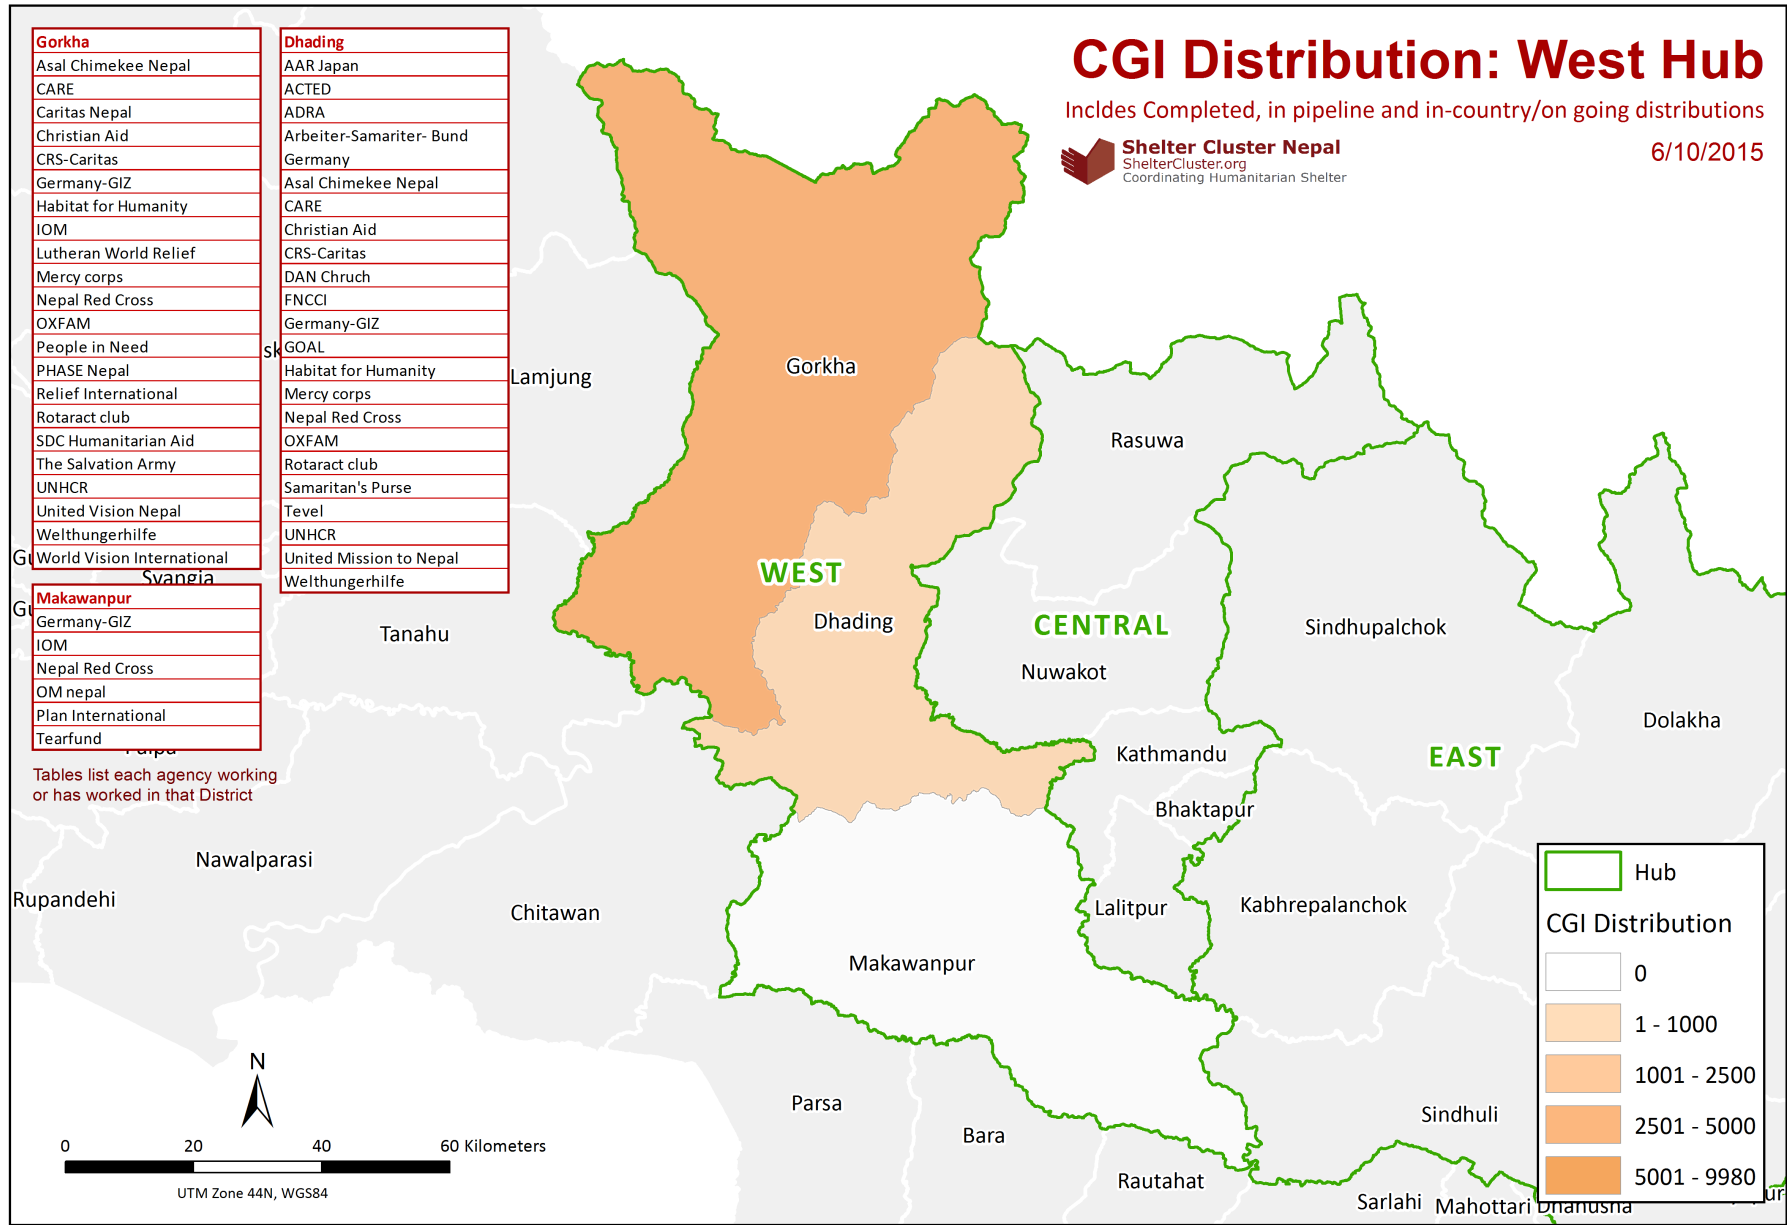 CGI Distribution: West Hub
Incldes Completed, in pipeline and in-country/on going distributions
6/10/2015
Shelter Cluster Nepal
ShelterCluster.org
Coordinating Humanitarian Shelter
Gorkha
Asal Chimekee Nepal
CARE
Caritas Nepal
Christian Aid
CRS-Caritas
Germany-GIZ
Habitat for Humanity
IOM
Lutheran World Relief
Mercy corps
Nepal Red Cross
OXFAM
People in Need
PHASE Nepal
Relief International
Rotaract club
SDC Humanitarian Aid
The Salvation Army
UNHCR
United Vision Nepal
Welthungerhilfe
World Vision International
Dhading
AAR Japan
ACTED
ADRA
Arbeiter-Samariter- Bund
Germany
Asal Chimekee Nepal
CARE
Christian Aid
CRS-Caritas
DAN Chruch
FNCCI
Germany-GIZ
GOAL
Habitat for Humanity
Mercy corps
Nepal Red Cross
OXFAM
Rotaract club
Samaritan's Purse
Tevel
UNHCR
United Mission to Nepal
Welthungerhilfe
Makawanpur
Germany-GIZ
IOM
Nepal Red Cross
OM nepal
Plan International
Tearfund
Tables list each agency working
or has worked in that District
Gorkha
Lamjung
Rasuwa
WEST
Syangja
Dhading
CENTRAL
Sindhupalchok
Tanahu
Nuwakot
Dolakha
Kathmandu
EAST
Palpa
Bhaktapur
Nawalparasi
Rupandehi
Chitawan
Lalitpur
Kabhrepalanchok
Makawanpur
Parsa
Bara
Sindhuli
Rautahat
Sarlahi
Mahottari
Dhanusha
N
0 20 40 60 Kilometers
UTM Zone 44N, WGS84
Hub
CGI Distribution
0
1 - 1000
1001 - 2500
2501 - 5000
5001 - 9980